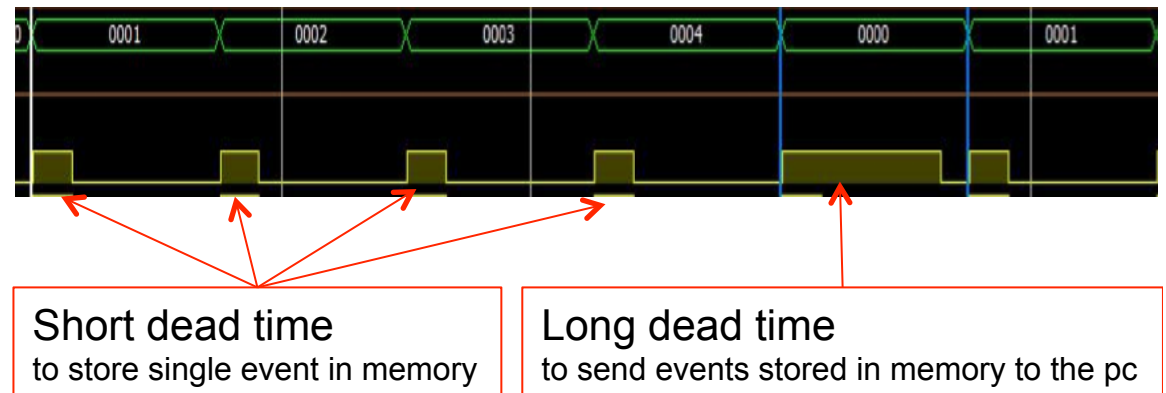 0 0001 0002 0003 0004 0000 0001
Short dead time
to store single event in memory
Long dead time
to send events stored in memory to the pc